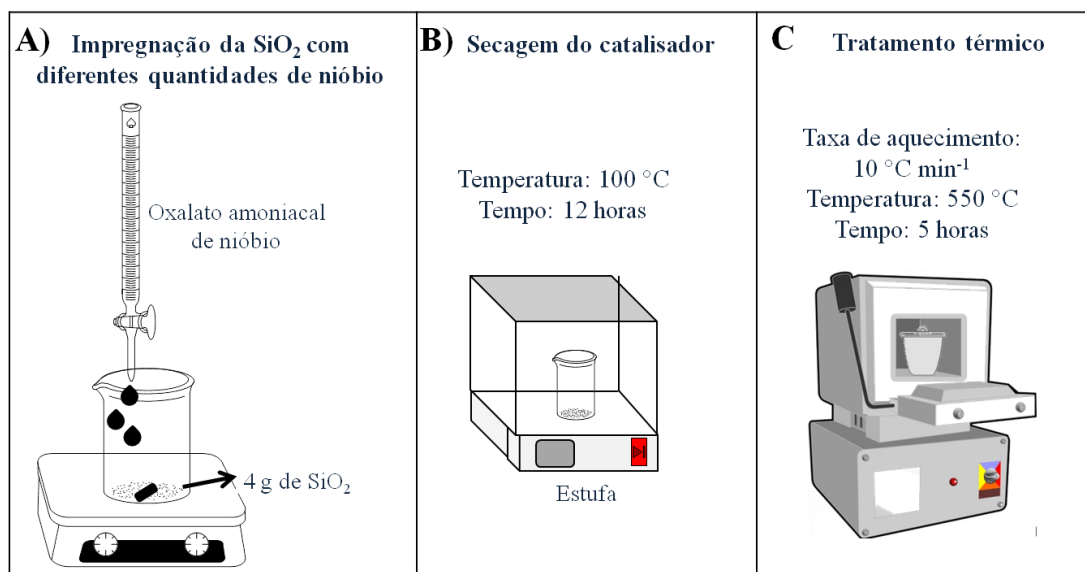 A) Impregnação da SiO₂ com
diferentes quantidades de nióbio
Oxalato amoniacal
de nióbio
4 g de SiO₂
B) Secagem do catalisador
Temperatura: 100 °C
Tempo: 12 horas
Estufa
C Tratamento térmico
Taxa de aquecimento:
10 °C min⁻¹
Temperatura: 550 °C
Tempo: 5 horas